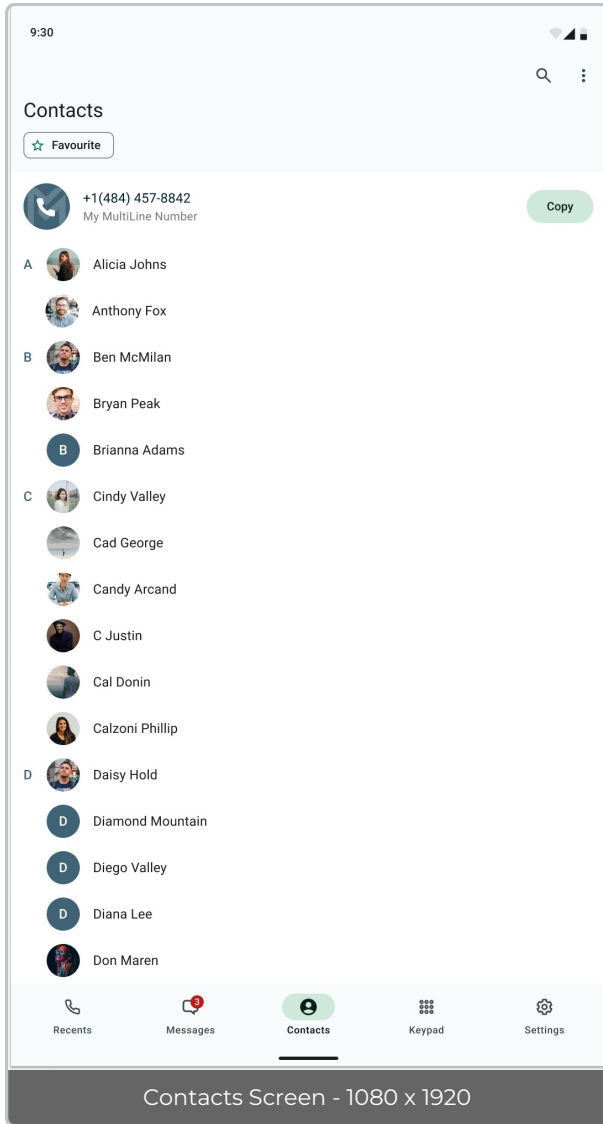 9:30
Contacts
Favourite
+1(484) 457-8842
My MultiLine Number
Copy
A
Alicia Johns
Anthony Fox
B
Ben McMilan
Bryan Peak
B
Brianna Adams
C
Cindy Valley
Cad George
Candy Arcand
C Justin
Cal Donin
Calzoni Phillip
D
Daisy Hold
D
Diamond Mountain
D
Diego Valley
D
Diana Lee
Don Maren
3
Recents
Messages
Contacts
Keypad
Settings
Contacts Screen - 1080 x 1920